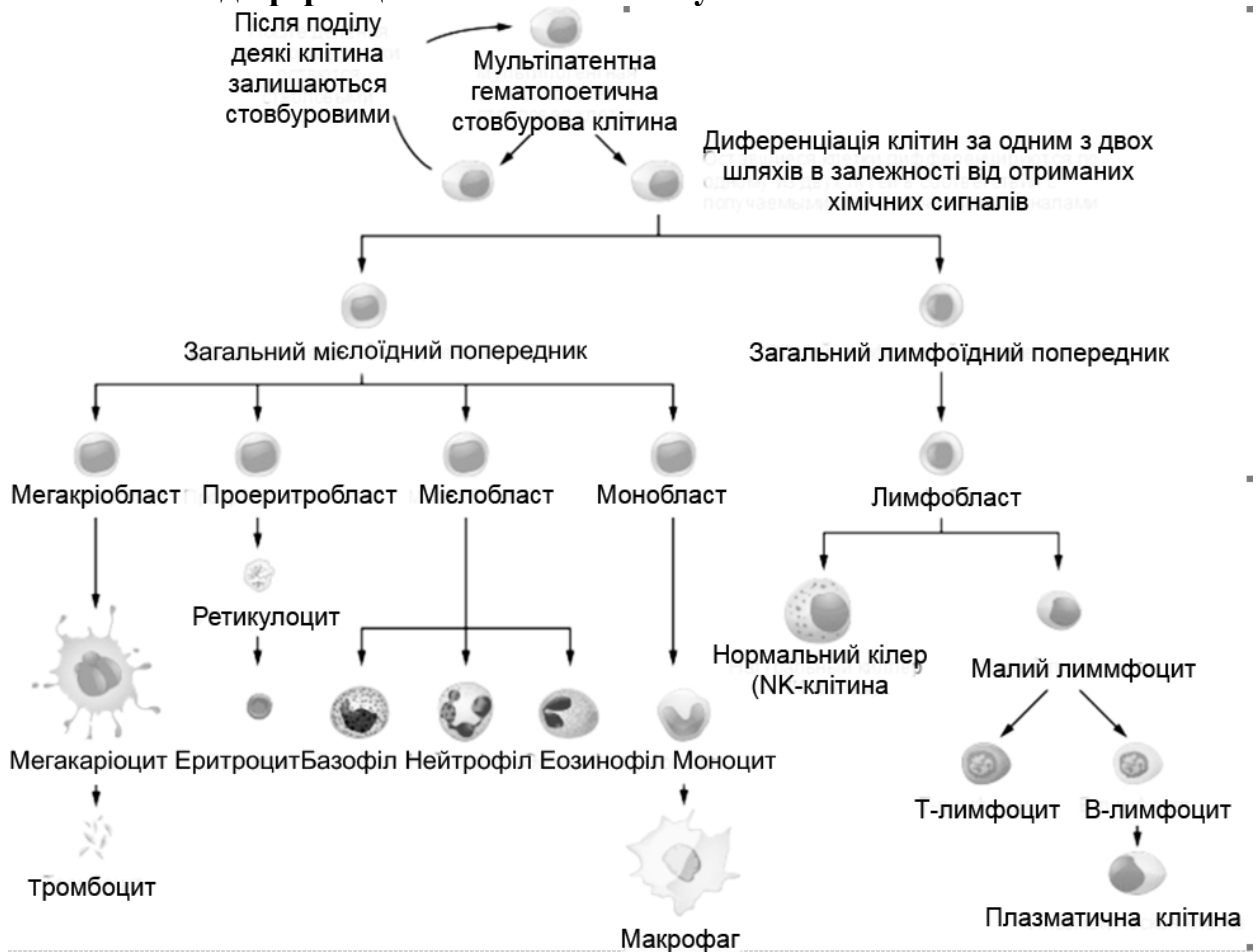 Після поділу
деякі клітина
залишаються
стовбуровими
Мультіпатентна
гематопоетична
стовбурова клітина
Диференціація клітин за одним з двох
шляхів в залежності від отриманих
хімічних сигналів
Загальний мієлоїдний попередник
Загальний лимфоїдний попередник
Мегакріобласт Проеритробласт Мієлобласт Монобласт
Лимфобласт
Ретикулоцит
Нормальний кілер
(NK-клітина
Малий лиммфоцит
Мегакаріоцит Еритроцит Базофіл Нейтрофіл Еозинофіл Моноцит
Т-лимфоцит В-лимфоцит
Тромбоцит
Плазматична клітина
Макрофаг